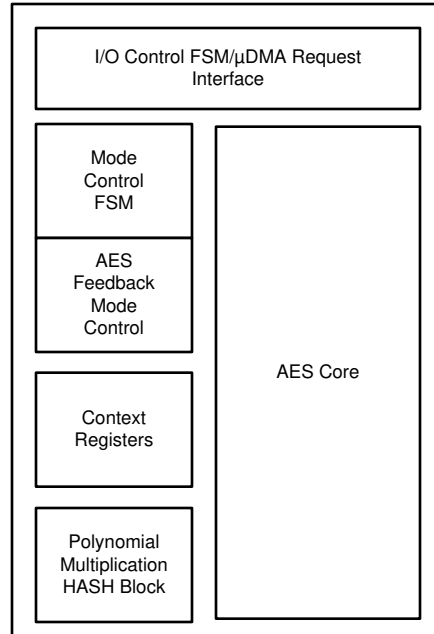 I/O Control FSM/µDMA Request
Interface
Mode
Control
FSM
AES
Feedback
Mode
Control
AES Core
Context
Registers
Polynomial
Multiplication
HASH Block